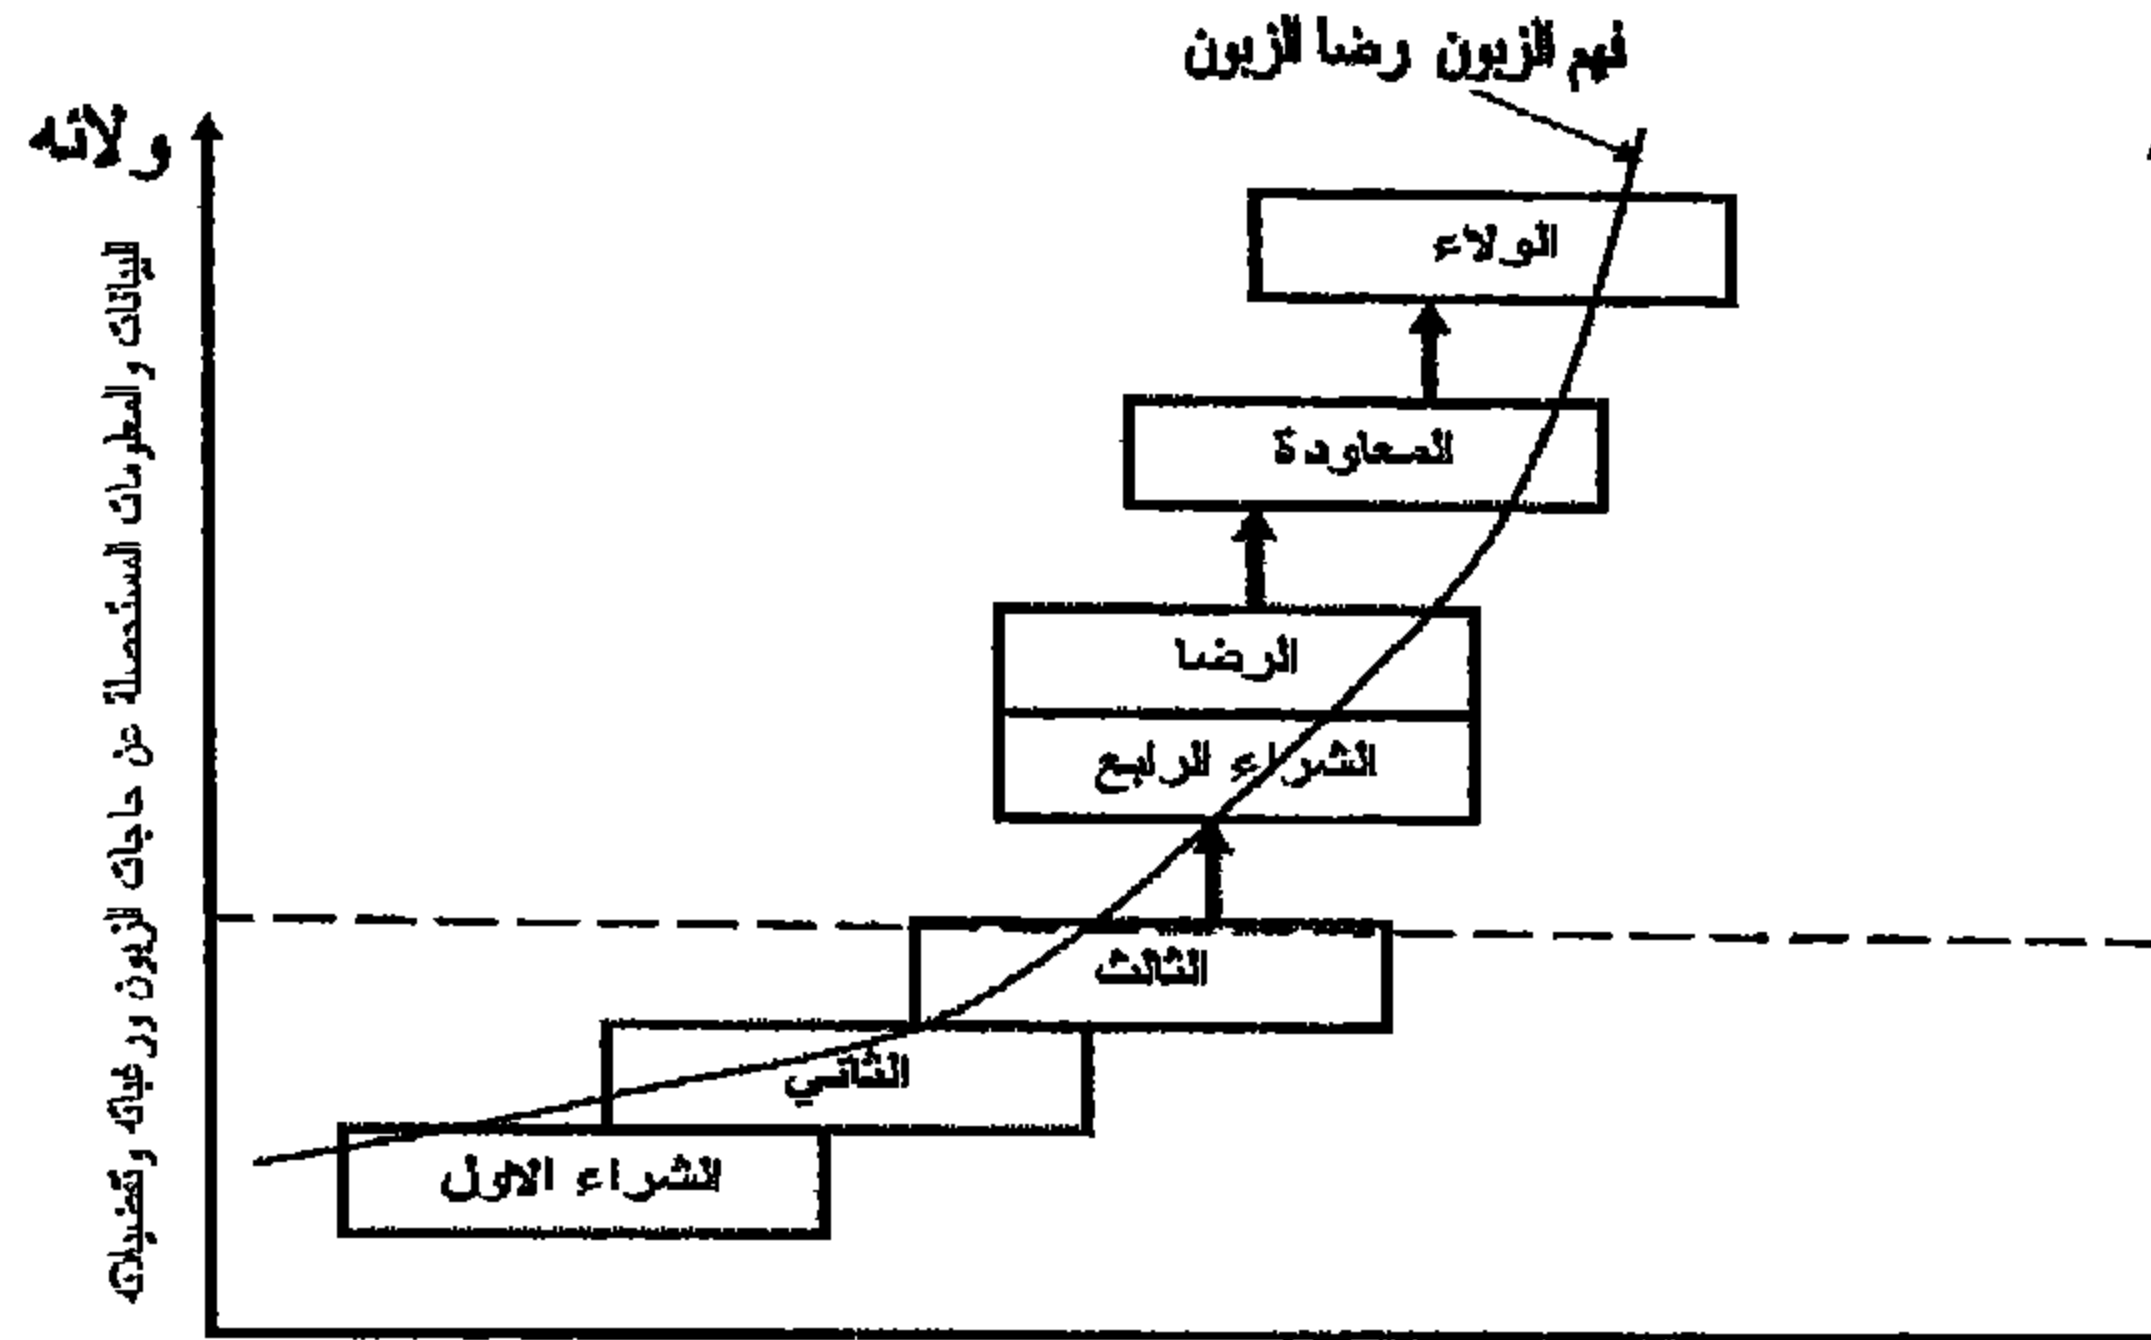 فهم الزبون رضا الزبون
ولائه
البيانات والمعلومات المستحصلة عن حاجات الزبون ورغباته وتفضيلاته
الولاء
المعاودة
الرضا
الشراء الرابع
الثالث
الثاني
الشراء الاول